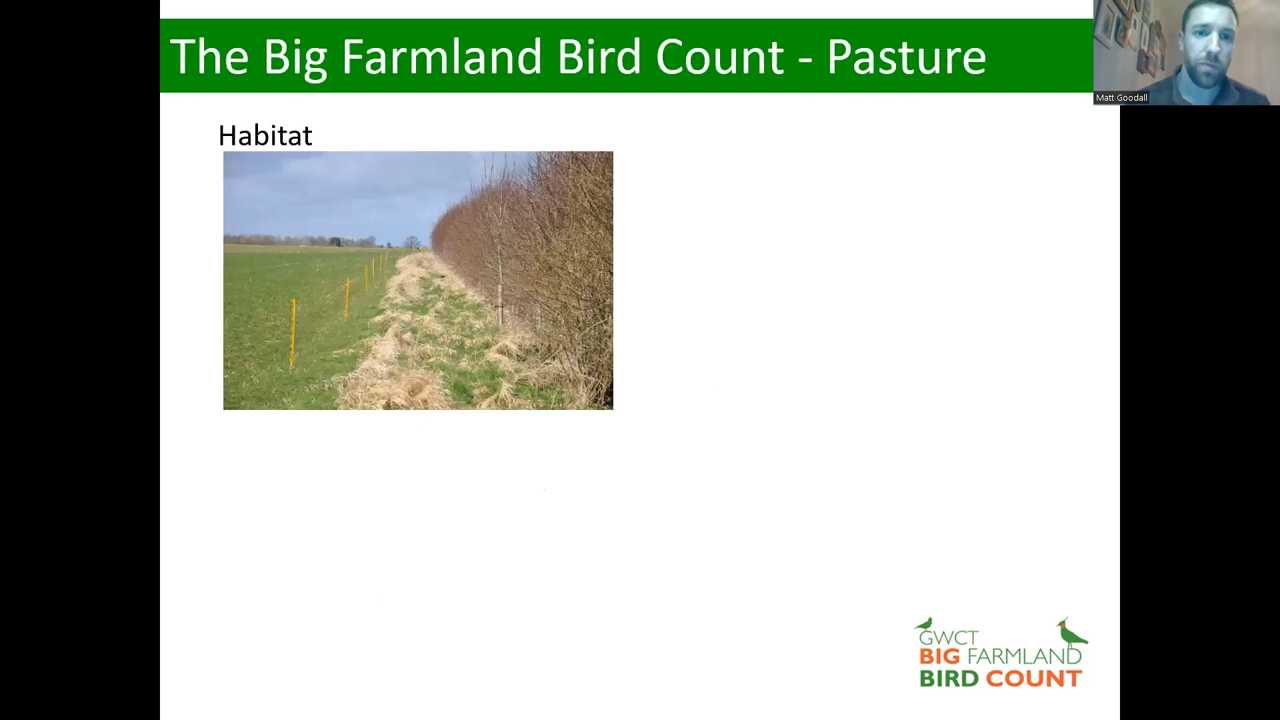 The Big Farmland Bird Count - Pasture
Matt Goodall
Habitat
GWCT
BIG FARMLAND
BIRD COUNT